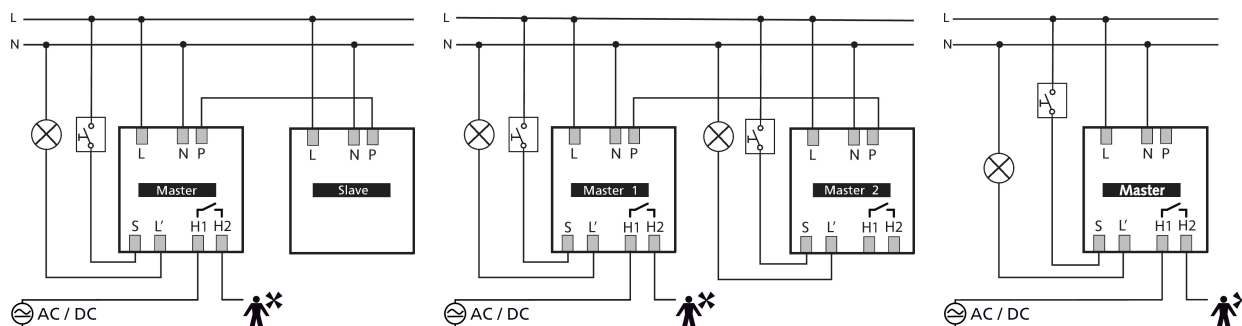 L
N
L N P
L N P
Master
Slave
S L’ H1 H2
AC / DC
L
N
L N P
L N P
Master 1
Master 2
S L’ H1 H2
S L’ H1 H2
AC / DC
L
N
L N P
Master
S L’ H1 H2
AC / DC